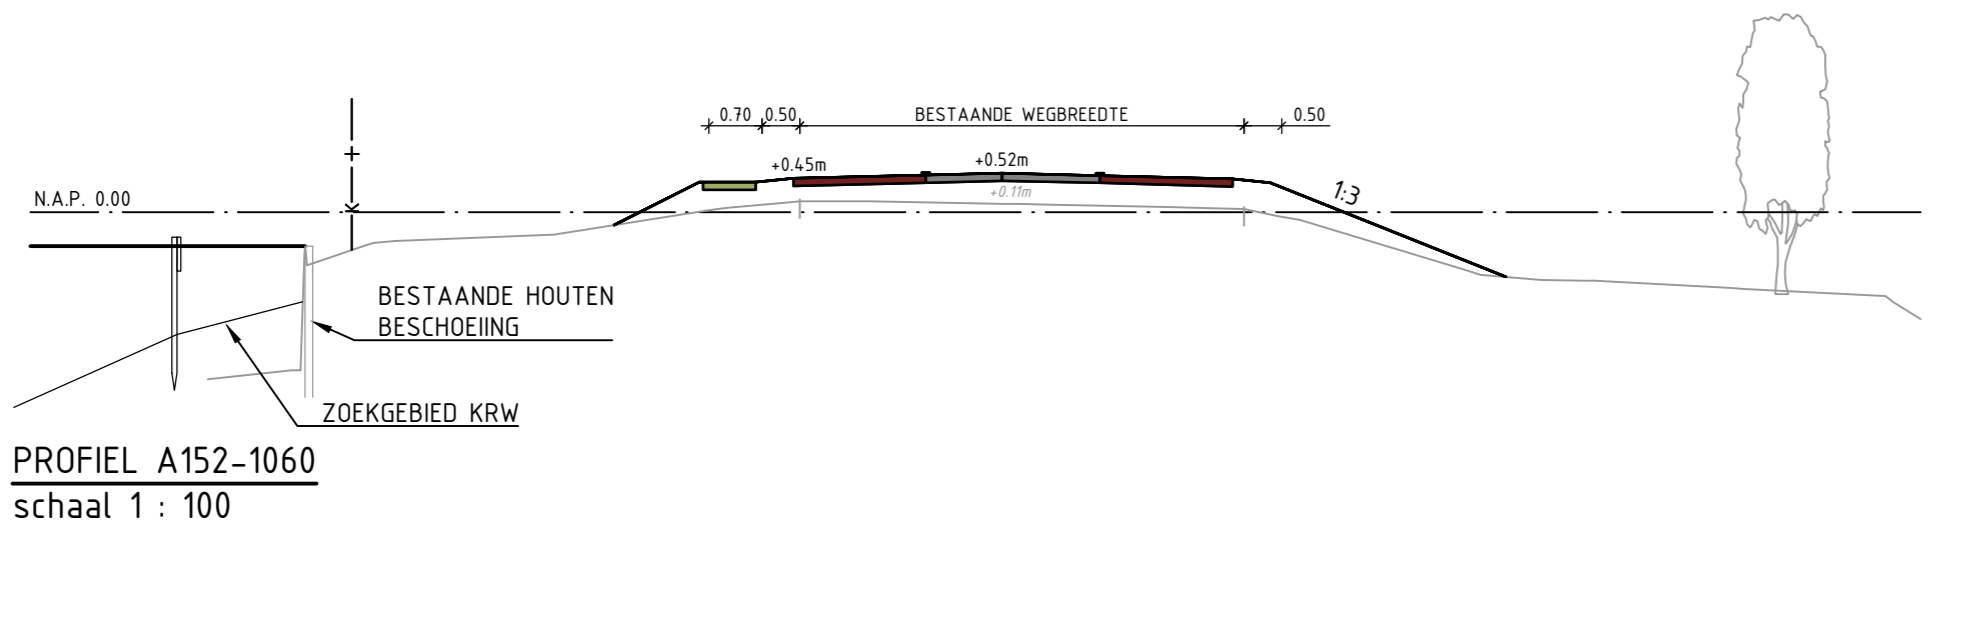 0.70 0.50 BESTAANDE WEGBREEDTE 0.50
+0.45m +0.52m
+0.11m
1:3
N.A.P. 0.00
BESTAANDE HOUTEN
BESCHOEIING
ZOEKGEBIED KRW
PROFIEL A152-1060
schaal 1 : 100